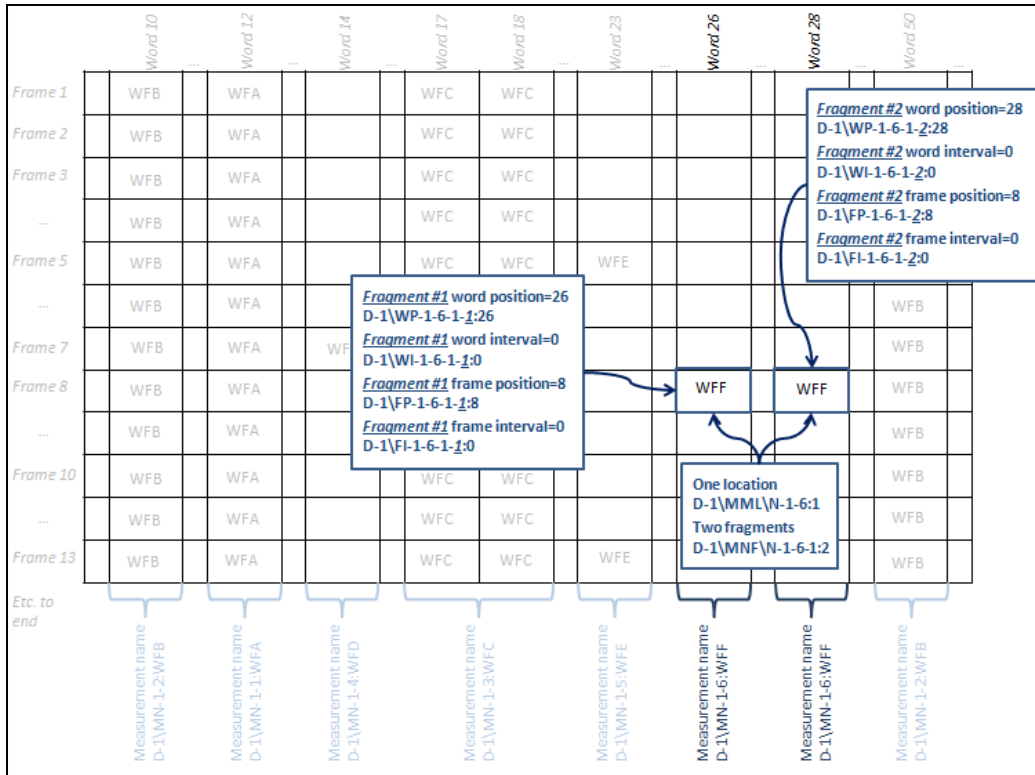 Word 10 ... Word 12 ... Word 14 ... Word 17 Word 18 ... Word 23 ... Word 26 ... Word 28 ... Word 50 ...
Frame 1 WFB WFA WFC WFC
Frame 2 WFB WFA WFC WFC
Frame 3 WFB WFA WFC WFC
... WFB WFA WFC WFC
Frame 5 WFB WFA WFC WFC WFE
... WFB WFA WFB
Frame 7 WFB WFA WFB
Frame 8 WFB WFA WFF WFF WFB
... WFB WFA WFB
Frame 10 WFB WFA WFC WFC WFB
... WFB WFA WFC WFC WFB
Frame 13 WFB WFA WFC WFC WFE WFB
Etc. to
end
Fragment #2 word position=28
D-1\WP-1-6-1-2:28
Fragment #2 word interval=0
D-1\WI-1-6-1-2:0
Fragment #2 frame position=8
D-1\FP-1-6-1-2:8
Fragment #2 frame interval=0
D-1\FI-1-6-1-2:0
Fragment #1 word position=26
D-1\WP-1-6-1-1:26
Fragment #1 word interval=0
D-1\WI-1-6-1-1:0
Fragment #1 frame position=8
D-1\FP-1-6-1-1:8
Fragment #1 frame interval=0
D-1\FI-1-6-1-1:0
One location
D-1\MML\N-1-6:1
Two fragments
D-1\MNF\N-1-6-1:2
Measurement name
D-1\MN-1-2:WFB
Measurement name
D-1\MN-1-1:WFA
Measurement name
D-1\MN-1-4:WFD
Measurement name
D-1\MN-1-3:WFC
Measurement name
D-1\MN-1-5:WFE
Measurement name
D-1\MN-1-6:WFF
Measurement name
D-1\MN-1-6:WFF
Measurement name
D-1\MN-1-2:WFB